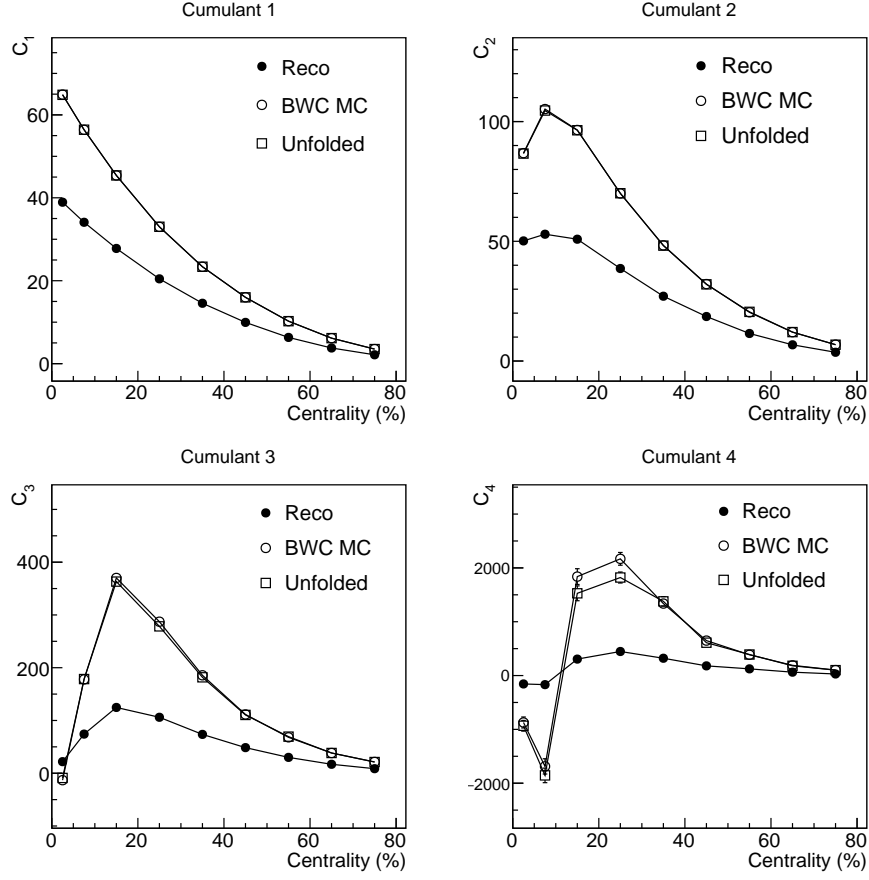 Cumulant 1
C₁
60
40
20
0
Reco
BWC MC
Unfolded
0 20 40 60 80
Centrality (%)
Cumulant 2
C₂
100
50
0
Reco
BWC MC
Unfolded
0 20 40 60 80
Centrality (%)
Cumulant 3
C₃
400
200
0
Reco
BWC MC
Unfolded
0 20 40 60 80
Centrality (%)
Cumulant 4
C₄
2000
0
−2000
Reco
BWC MC
Unfolded
0 20 40 60 80
Centrality (%)